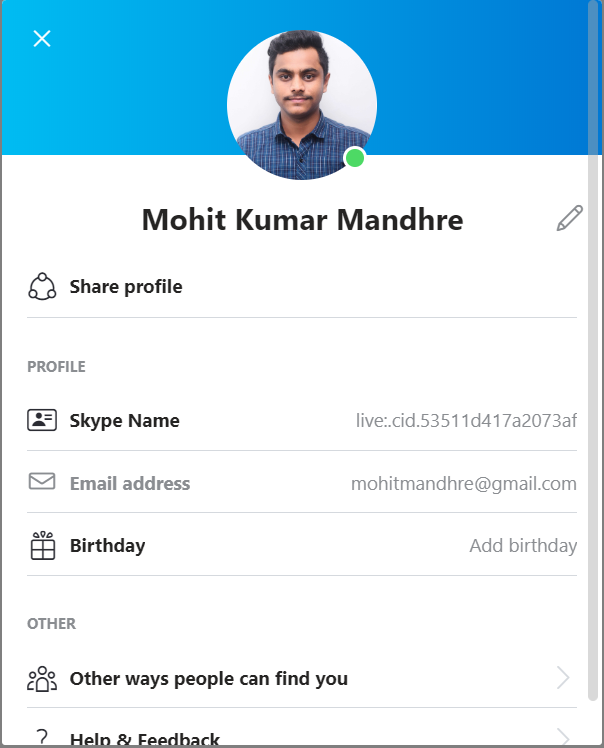 Mohit Kumar Mandhre
Share profile
PROFILE
Skype Name live:.cid.53511d417a2073af
Email address mohitmandhre@gmail.com
Birthday Add birthday
OTHER
Other ways people can find you
Help & Feedback